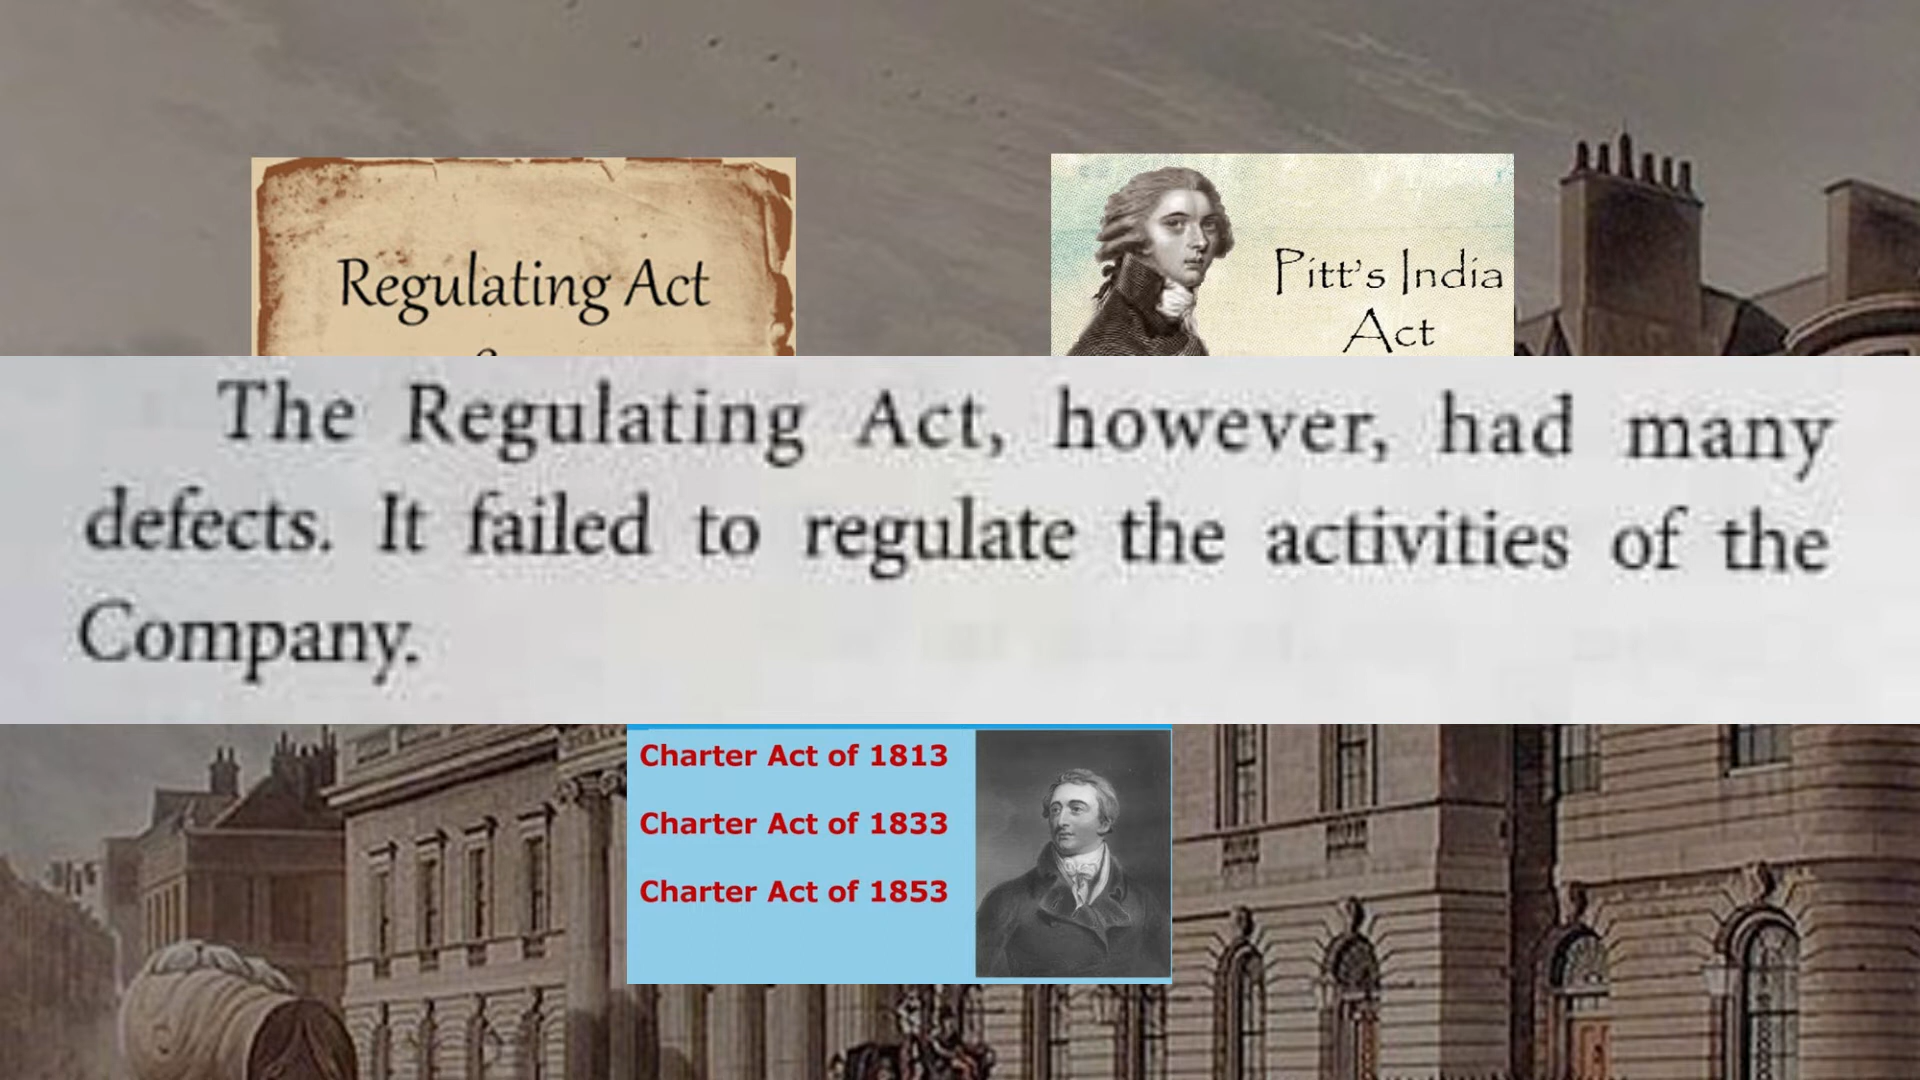 Regulating Act
Pitt's India
Act
The Regulating Act, however, had many
defects. It failed to regulate the activities of the
Company.
Charter Act of 1813
Charter Act of 1833
Charter Act of 1853